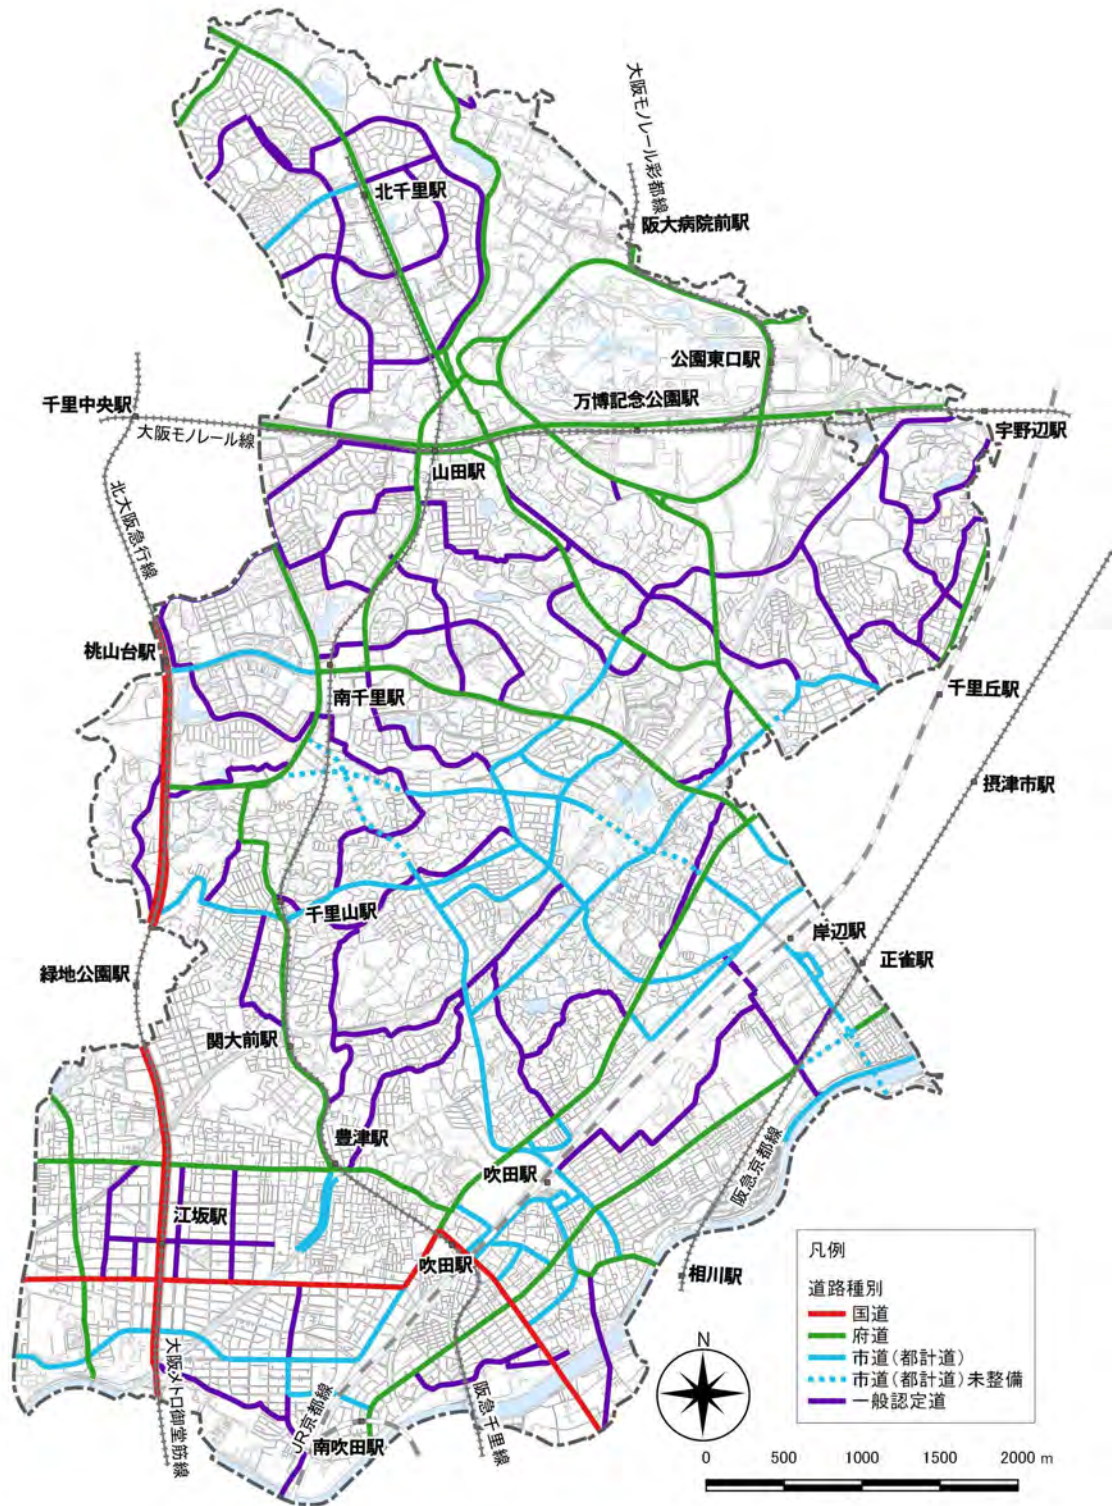 大阪モノレール彩都線
北千里駅
阪大病院前駅
公園東口駅
千里中央駅
万博記念公園駅
大阪モノレール線
宇野辺駅
山田駅
北大阪急行線
桃山台駅
南千里駅
千里丘駅
摂津市駅
千里山駅
岸辺駅
正雀駅
緑地公園駅
関大前駅
豊津駅
吹田駅
阪急京都線
江坂駅
吹田駅
相川駅
大阪メトロ御堂筋線
JR京都線
阪急千里線
南吹田駅
凡例
道路種別
国道
府道
市道(都計道)
市道(都計道)未整備
一般認定道
N
0 500 1000 1500 2000 m